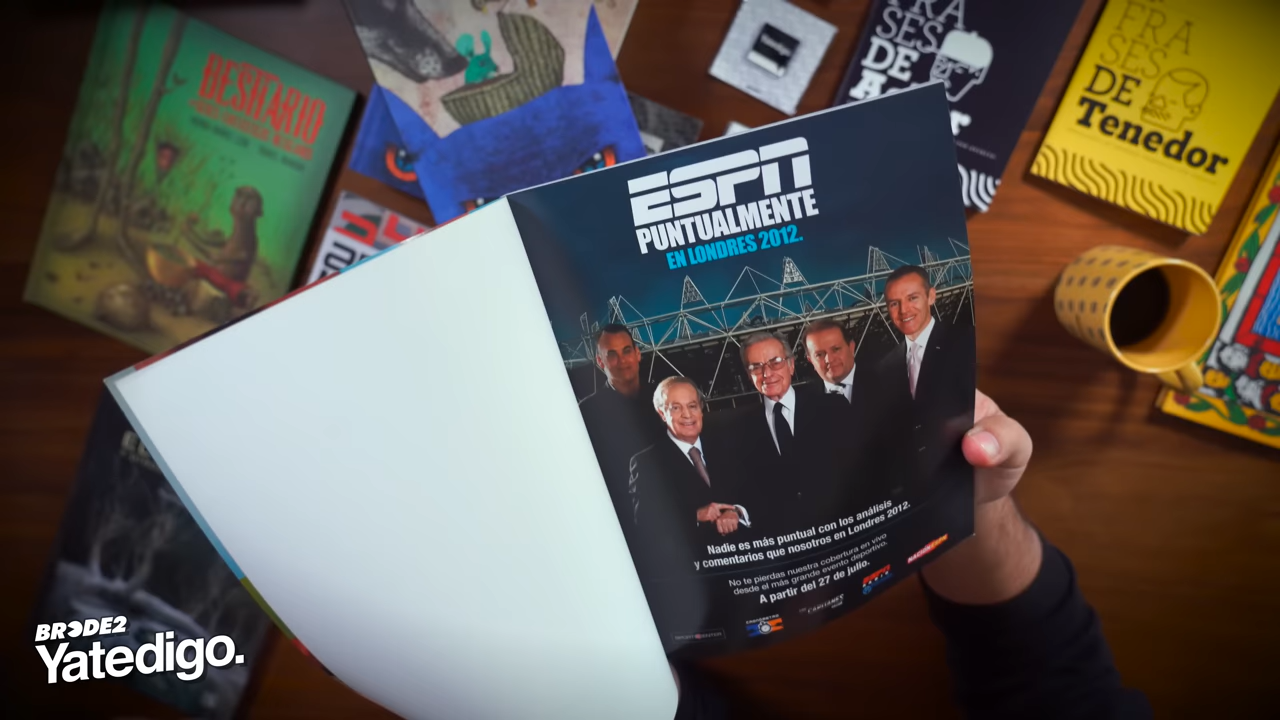 BESTIARIO
FRA
SES
DE
FRA
SES
DE
Tenedor
ESPN
PUNTUALMENTE
EN LONDRES 2012.
Nadie es más puntual con los análisis
y comentarios que nosotros en Londres 2012.
No te pierdas nuestra cobertura en vivo
desde el más grande evento deportivo.
A partir del 27 de julio.
BRODE2
Yatedigo.